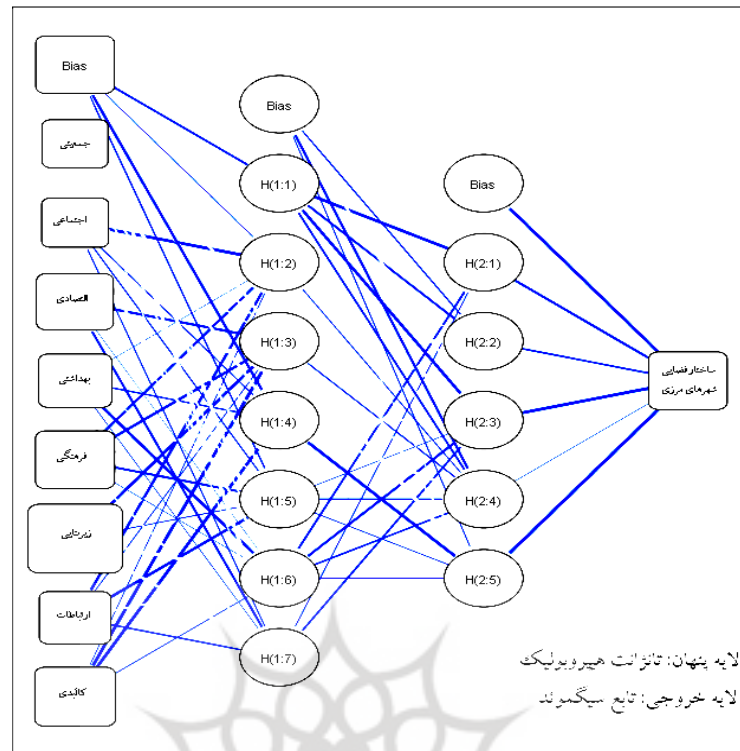 Bias
جمعیتی
اجتماعی
اقتصادی
بهداشتی
فرهنگی
زیربنایی
ارتباطات
کالبدی
Bias
H(1:1)
H(1:2)
H(1:3)
H(1:4)
H(1:5)
H(1:6)
H(1:7)
Bias
H(2:1)
H(2:2)
H(2:3)
H(2:4)
H(2:5)
ساختار فضایی
شهرهای مرزی
لایه پنهان: تانژانت هیپروبولیک
لایه خروجی: تابع سیگموئد